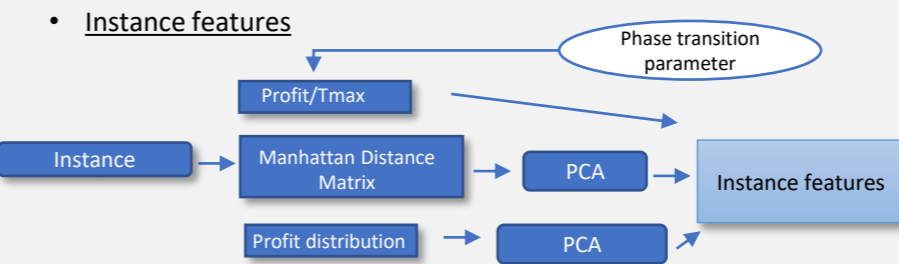 • Instance features
Phase transition
parameter
Profit/Tmax
Instance
Manhattan Distance
Matrix
PCA
Instance features
Profit distribution
PCA